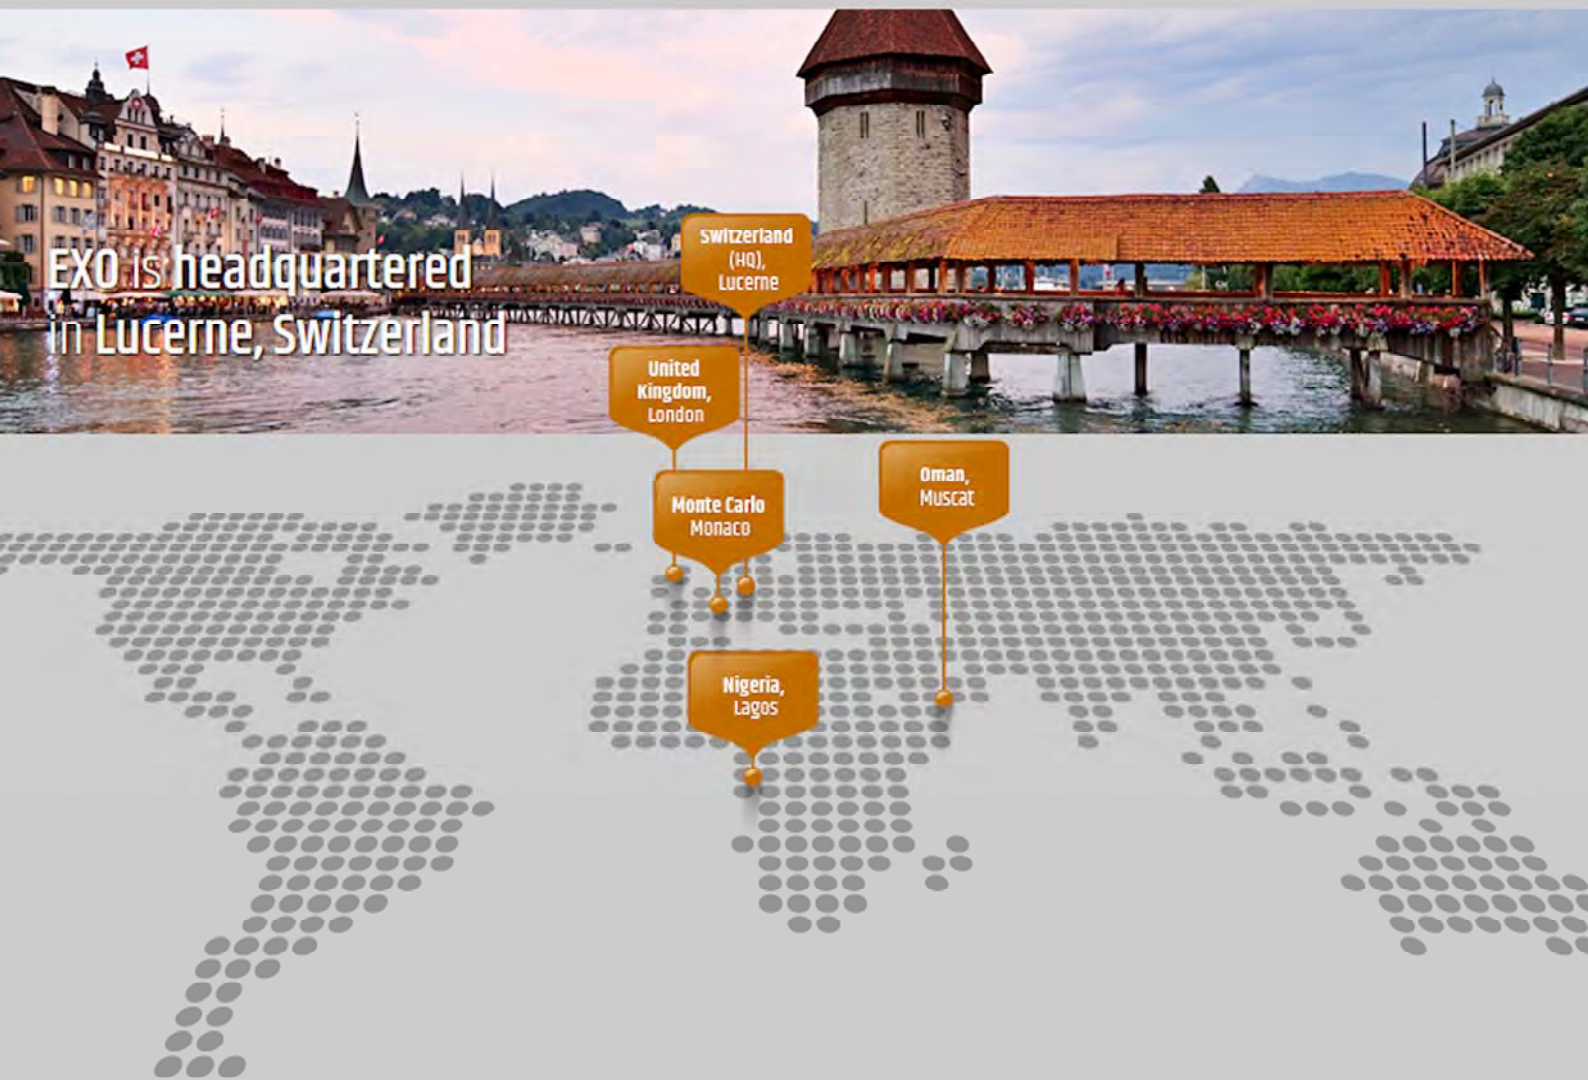 EXO is headquartered
in Lucerne, Switzerland
Switzerland
(HQ),
Lucerne
United
Kingdom,
London
Monte Carlo
Monaco
Oman,
Muscat
Nigeria,
Lagos